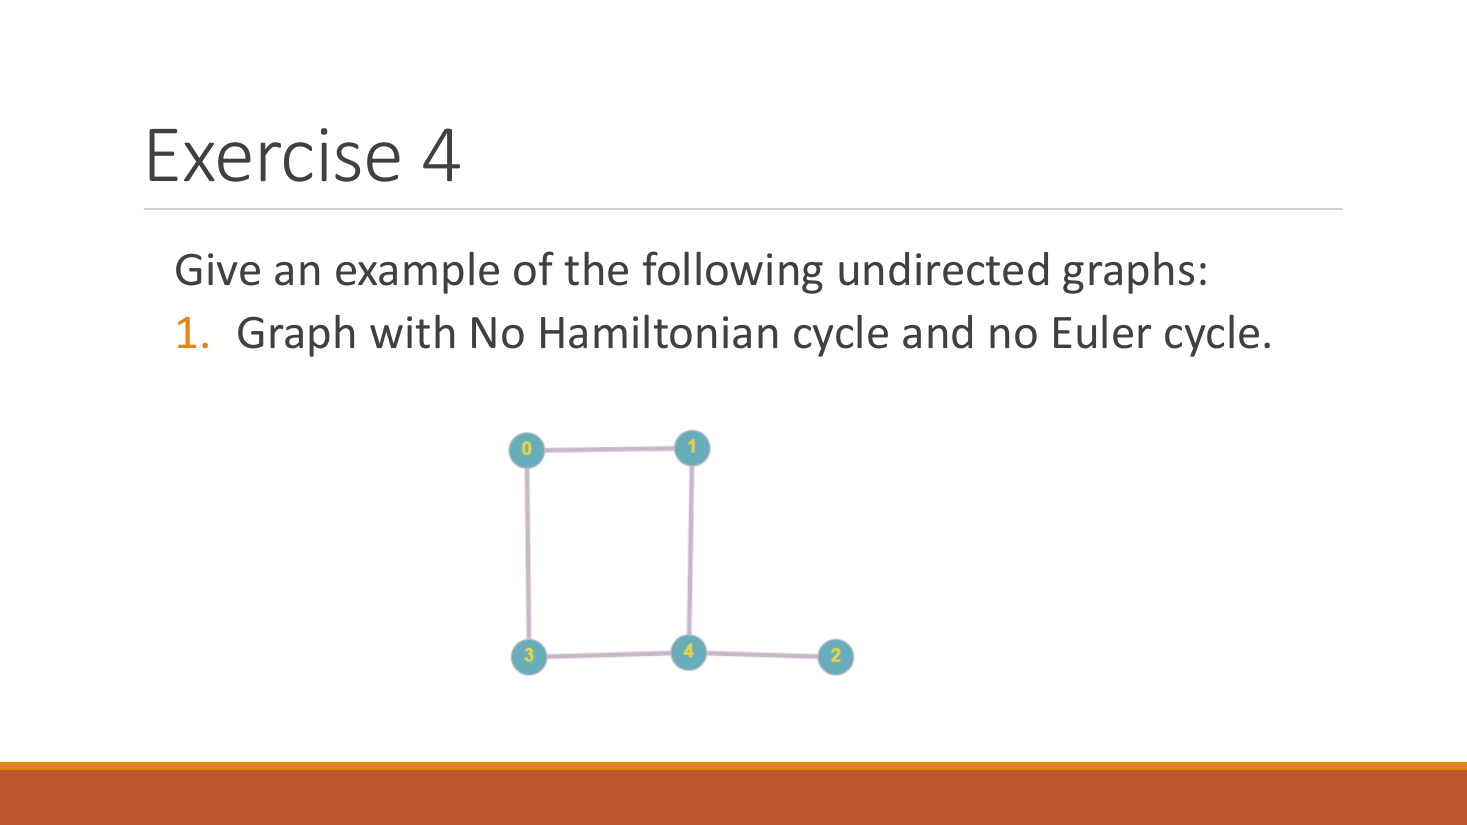 Exercise 4
Give an example of the following undirected graphs:
1. Graph with No Hamiltonian cycle and no Euler cycle.
0 1
3 4 2